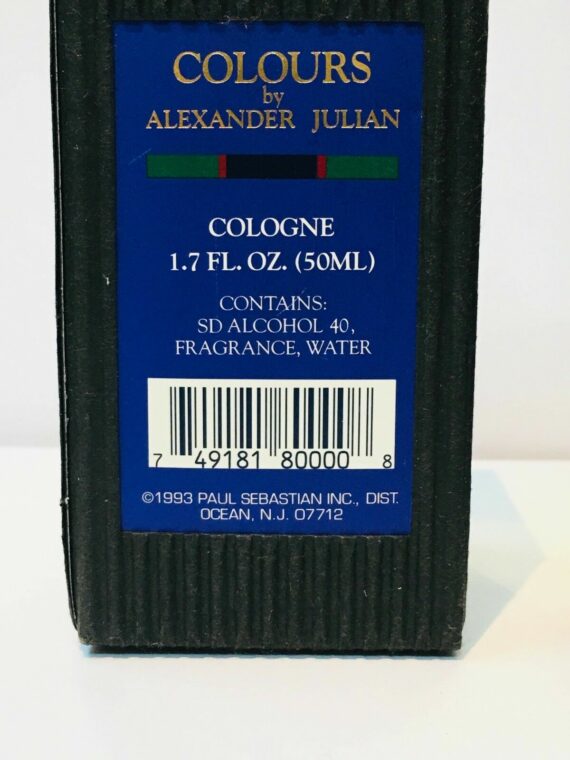 COLOURS
by
ALEXANDER JULIAN
COLOGNE
1.7 FL. OZ. (50ML)
CONTAINS:
SD ALCOHOL 40,
FRAGRANCE, WATER
7 49181 80000 8
©1993 PAUL SEBASTIAN INC., DIST.
OCEAN, N.J. 07712